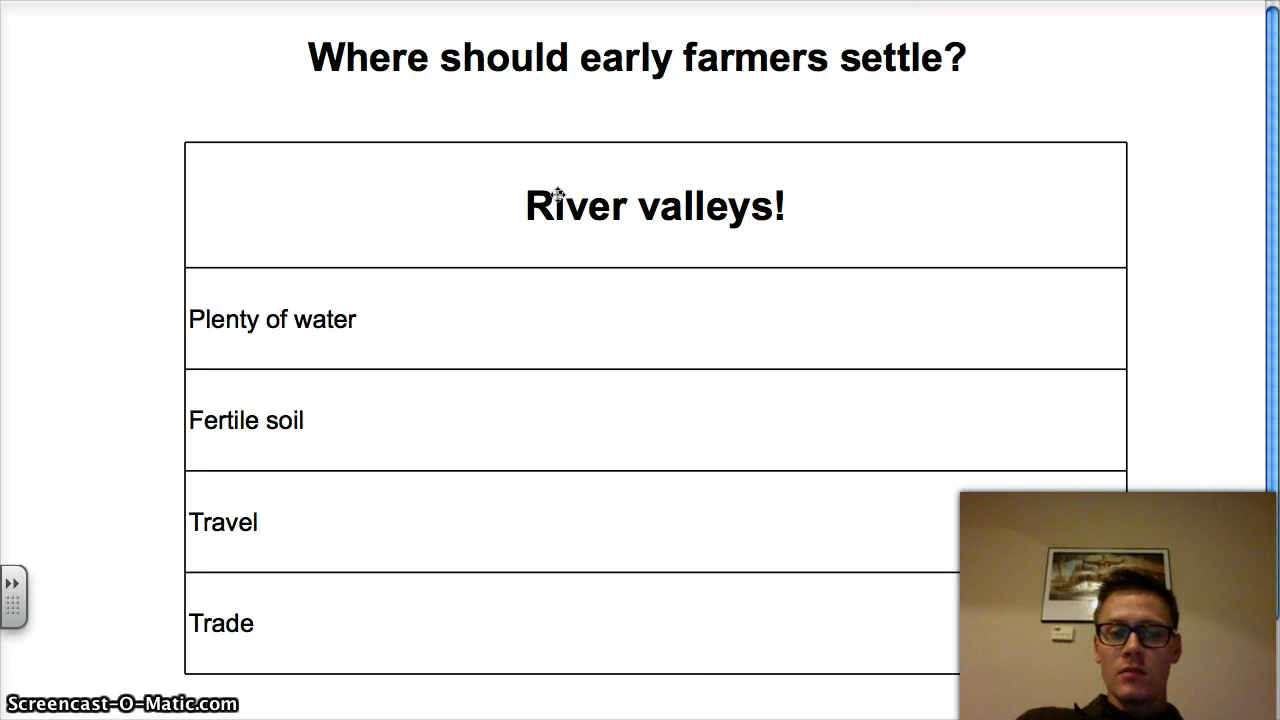 Where should early farmers settle?
River valleys!
Plenty of water
Fertile soil
Travel
Trade
Screencast-O-Matic.com